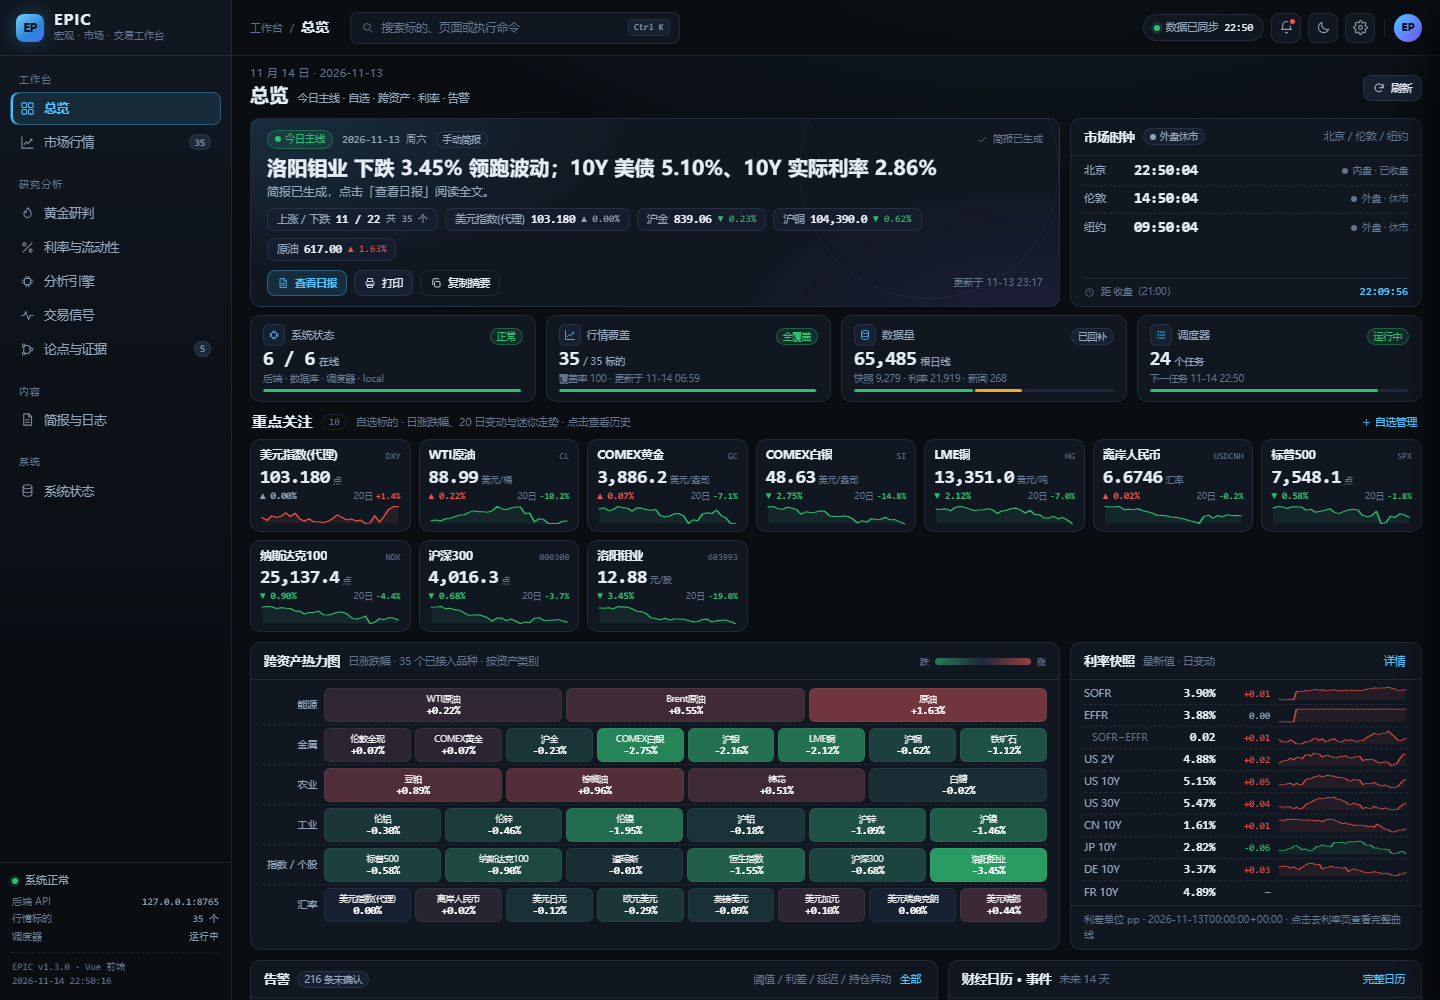 EP
EPIC
宏观 · 市场 · 交易工作台
工作台
总览
市场行情 35
研究分析
黄金研判
利率与流动性
分析引擎
交易信号
论点与证据 5
内容
简报与日志
系统
系统状态
系统正常
后端 API 127.0.0.1:8765
行情标的 35 个
调度器 运行中
EPIC v1.3.0 · Vue 前端
2026-11-14 22:50:16
工作台 / 总览
搜索标的、页面或执行命令 Ctrl K
数据已同步 22:50
EP
11 月 14 日 · 2026-11-13
总览 今日主线 · 自选 · 跨资产 · 利率 · 告警
刷新
今日主线 2026-11-13 周六 手动简报
简报已生成
洛阳钼业 下跌 3.45% 领跑波动；10Y 美债 5.10%、10Y 实际利率 2.86%
简报已生成，点击「查看日报」阅读全文。
上涨 / 下跌 11 / 22 共 35 个
美元指数(代理) 103.180 ▲ 0.00%
沪金 839.06 ▼ 0.23%
沪铜 104,390.0 ▼ 0.62%
原油 617.00 ▲ 1.63%
查看日报 打印 复制摘要
更新于 11-13 23:17
市场时钟 外盘休市 北京 / 伦敦 / 纽约
北京 22:50:04 内盘 · 已收盘
伦敦 14:50:04 外盘 · 休市
纽约 09:50:04 外盘 · 休市
距 收盘 (21:00) 22:09:56
系统状态 正常
6 / 6 在线
后端 · 数据库 · 调度器 · local
行情覆盖 全覆盖
35 / 35 标的
覆盖率 100 · 更新于 11-14 06:59
数据量 已回补
65,485 根日线
快照 9,279 · 利率 21,919 · 新闻 268
调度器 运行中
24 个任务
下一任务 11-14 22:50
重点关注 10 自选标的 · 日涨跌幅、20 日变动与迷你走势 · 点击查看历史
+ 自选管理
美元指数(代理) DXY
103.180 点
▲ 0.00% 20日 +1.4%
WTI原油 CL
88.99 美元/桶
▲ 0.22% 20日 -10.2%
COMEX黄金 GC
3,886.2 美元/盎司
▲ 0.07% 20日 -7.1%
COMEX白银 SI
48.63 美元/盎司
▼ 2.75% 20日 -14.8%
LME铜 HG
13,351.0 美元/吨
▼ 2.12% 20日 -7.0%
离岸人民币 USDCNH
6.6746 汇率
▲ 0.02% 20日 -0.2%
标普500 SPX
7,548.1 点
▼ 0.58% 20日 -1.8%
纳斯达克100 NDX
25,137.4 点
▼ 0.90% 20日 -4.4%
沪深300 000300
4,016.3 点
▼ 0.68% 20日 -3.7%
洛阳钼业 603993
12.88 元/股
▼ 3.45% 20日 -19.0%
跨资产热力图 日涨跌幅 · 35 个已接入品种 · 按资产类别
跌 涨
能源
WTI原油 +0.22%
Brent原油 +0.55%
原油 +1.63%
金属
伦敦金现 +0.07%
COMEX黄金 +0.07%
沪金 -0.23%
COMEX白银 -2.75%
沪银 -2.16%
LME铜 -2.12%
沪铜 -0.62%
铁矿石 -1.12%
农业
豆粕 +0.89%
棕榈油 +0.96%
棉花 +0.51%
白糖 -0.02%
工业
伦铝 -0.30%
伦锌 -0.46%
伦镍 -1.95%
沪铝 -0.18%
沪锌 -1.09%
沪镍 -1.46%
指数 / 个股
标普500 -0.58%
纳斯达克100 -0.90%
道琼斯 -0.01%
恒生指数 -1.55%
沪深300 -0.68%
洛阳钼业 -3.45%
汇率
美元指数(代理) 0.00%
离岸人民币 +0.02%
美元日元 -0.12%
欧元美元 -0.29%
英镑美元 -0.09%
美元加元 +0.10%
美元瑞典克朗 0.00%
美元瑞郎 +0.44%
利率快照 最新值 · 日变动 详情
SOFR 3.90% +0.01
EFFR 3.88% 0.00
SOFR−EFFR 0.02 +0.01
US 2Y 4.88% +0.02
US 10Y 5.15% +0.05
US 30Y 5.47% +0.04
CN 10Y 1.61% +0.01
JP 10Y 2.82% -0.06
DE 10Y 3.37% +0.03
FR 10Y 4.89% —
利差单位 pp · 2026-11-13T00:00:00+00:00 · 点击去利率页查看完整曲
线
告警 216 条未确认 阈值 / 利差 / 延迟 / 持仓异动 全部
财经日历 • 事件 未来 14 天 完整日历